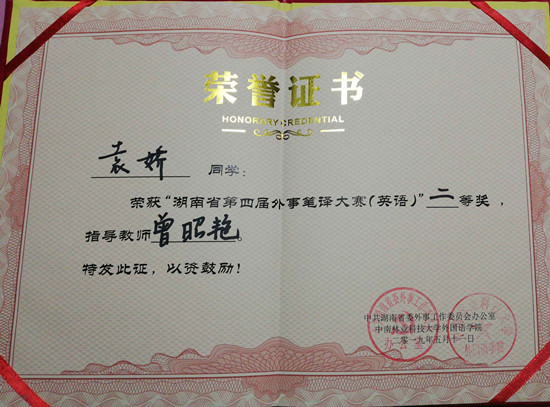 荣誉证书
HONORARY CREDENTIAL
袁娇 同学：
荣获“湖南省第四届外事笔译大赛(英语)”二等奖，
指导教师曾昭艳。
特发此证，以资鼓励！
中共湖南省委外事工作委员会办公室
中南林业科技大学外国语学院
二零一九年五月十二日